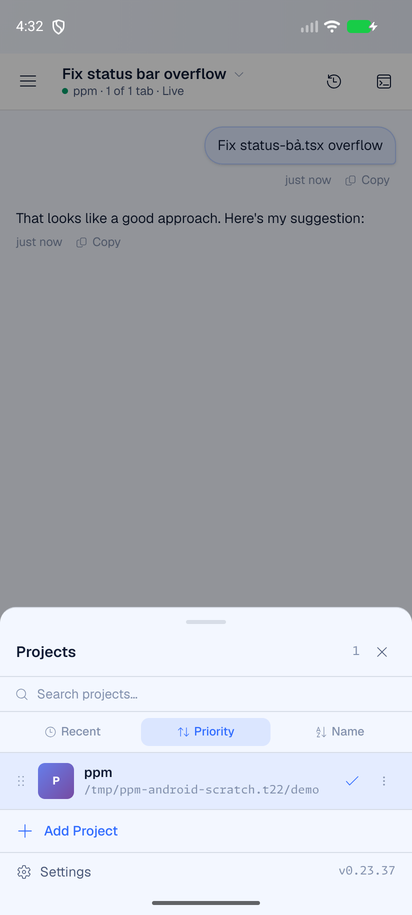 4:32
Fix status bar overflow
ppm · 1 of 1 tab · Live
Fix status-bả.tsx overflow
just now Copy
That looks like a good approach. Here's my suggestion:
just now Copy
Projects 1
Search projects...
Recent Priority Name
P
ppm
/tmp/ppm-android-scratch.t22/demo
Add Project
Settings v0.23.37